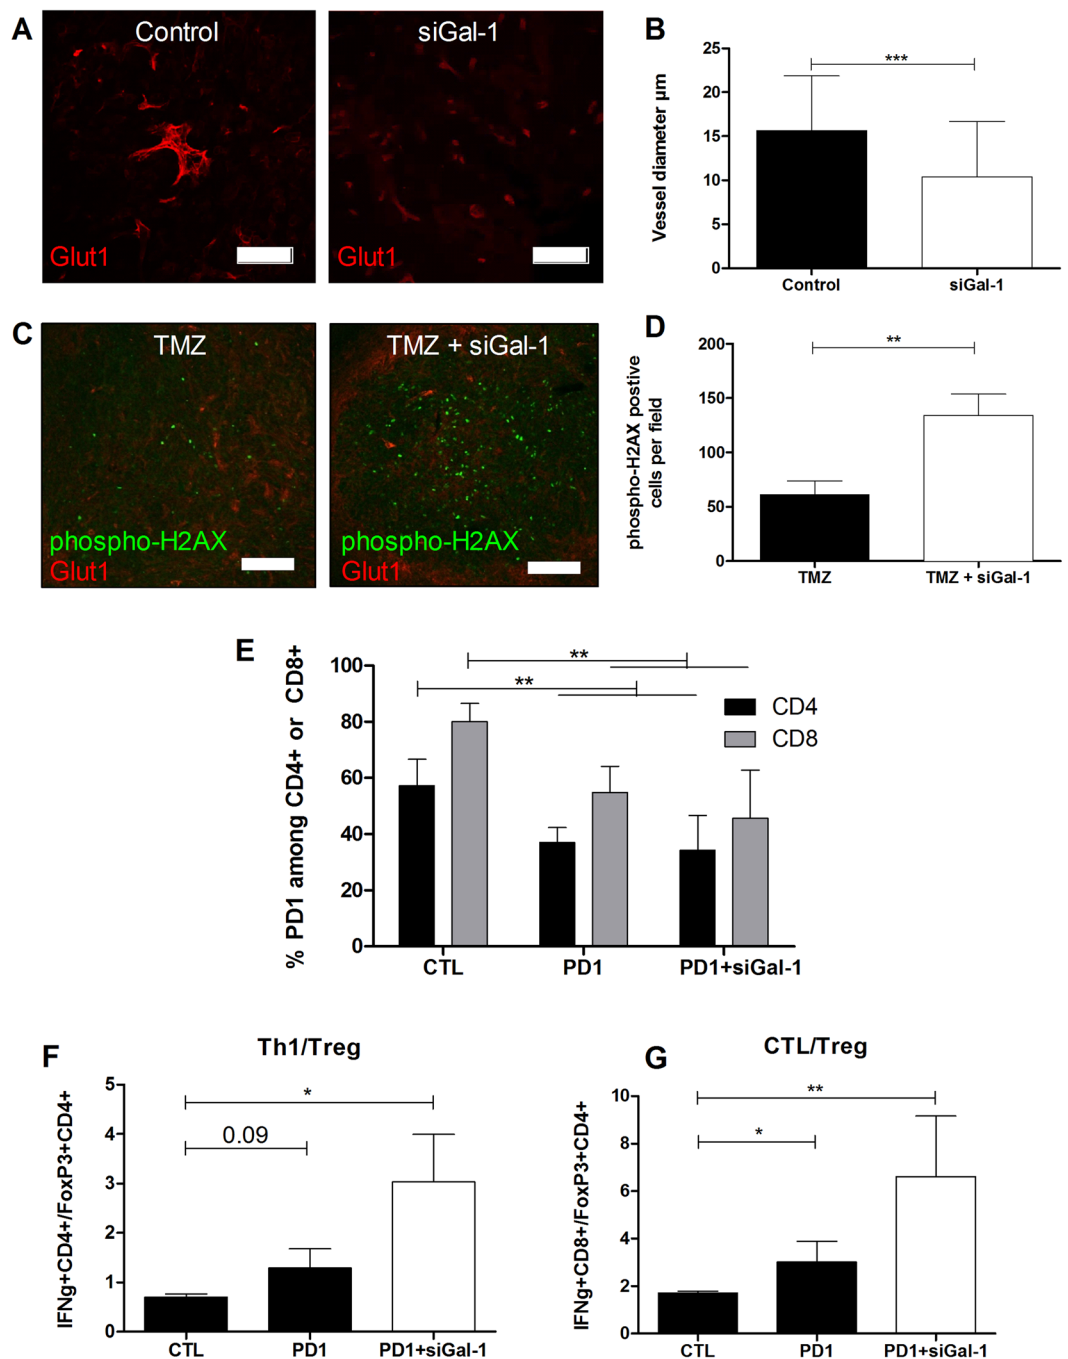 A
Control
siGal-1
Glut1
Glut1
B
Vessel diameter µm
25
20
15
10
5
0
***
Control
siGal-1
C
TMZ
TMZ + siGal-1
phospho-H2AX
Glut1
phospho-H2AX
Glut1
D
phospho-H2AX postive
cells per field
200
150
100
50
0
**
TMZ
TMZ + siGal-1
E
% PD1 among CD4+ or CD8+
100
80
60
40
20
0
**
**
CD4
CD8
CTL
PD1
PD1+siGal-1
F
Th1/Treg
IFNg+CD4+/FoxP3+CD4+
5
4
3
2
1
0
*
0.09
CTL
PD1
PD1+siGal-1
G
CTL/Treg
IFNg+CD8+/FoxP3+CD4+
10
8
6
4
2
0
**
*
CTL
PD1
PD1+siGal-1